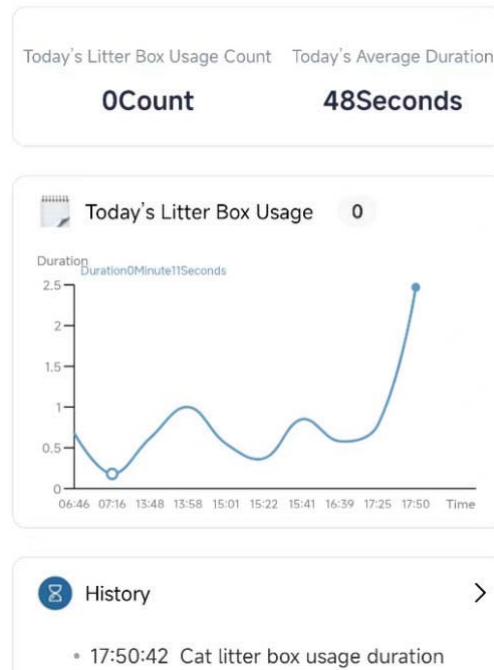 Today's Litter Box Usage Count Today's Average Duration
0Count 48Seconds
Today's Litter Box Usage 0
Duration
Duration0Minute11Seconds
2.5
2
1.5
1
0.5
0
06:46 07:16 13:48 13:58 15:01 15:22 15:41 16:39 17:25 17:50 Time
History
17:50:42 Cat litter box usage duration